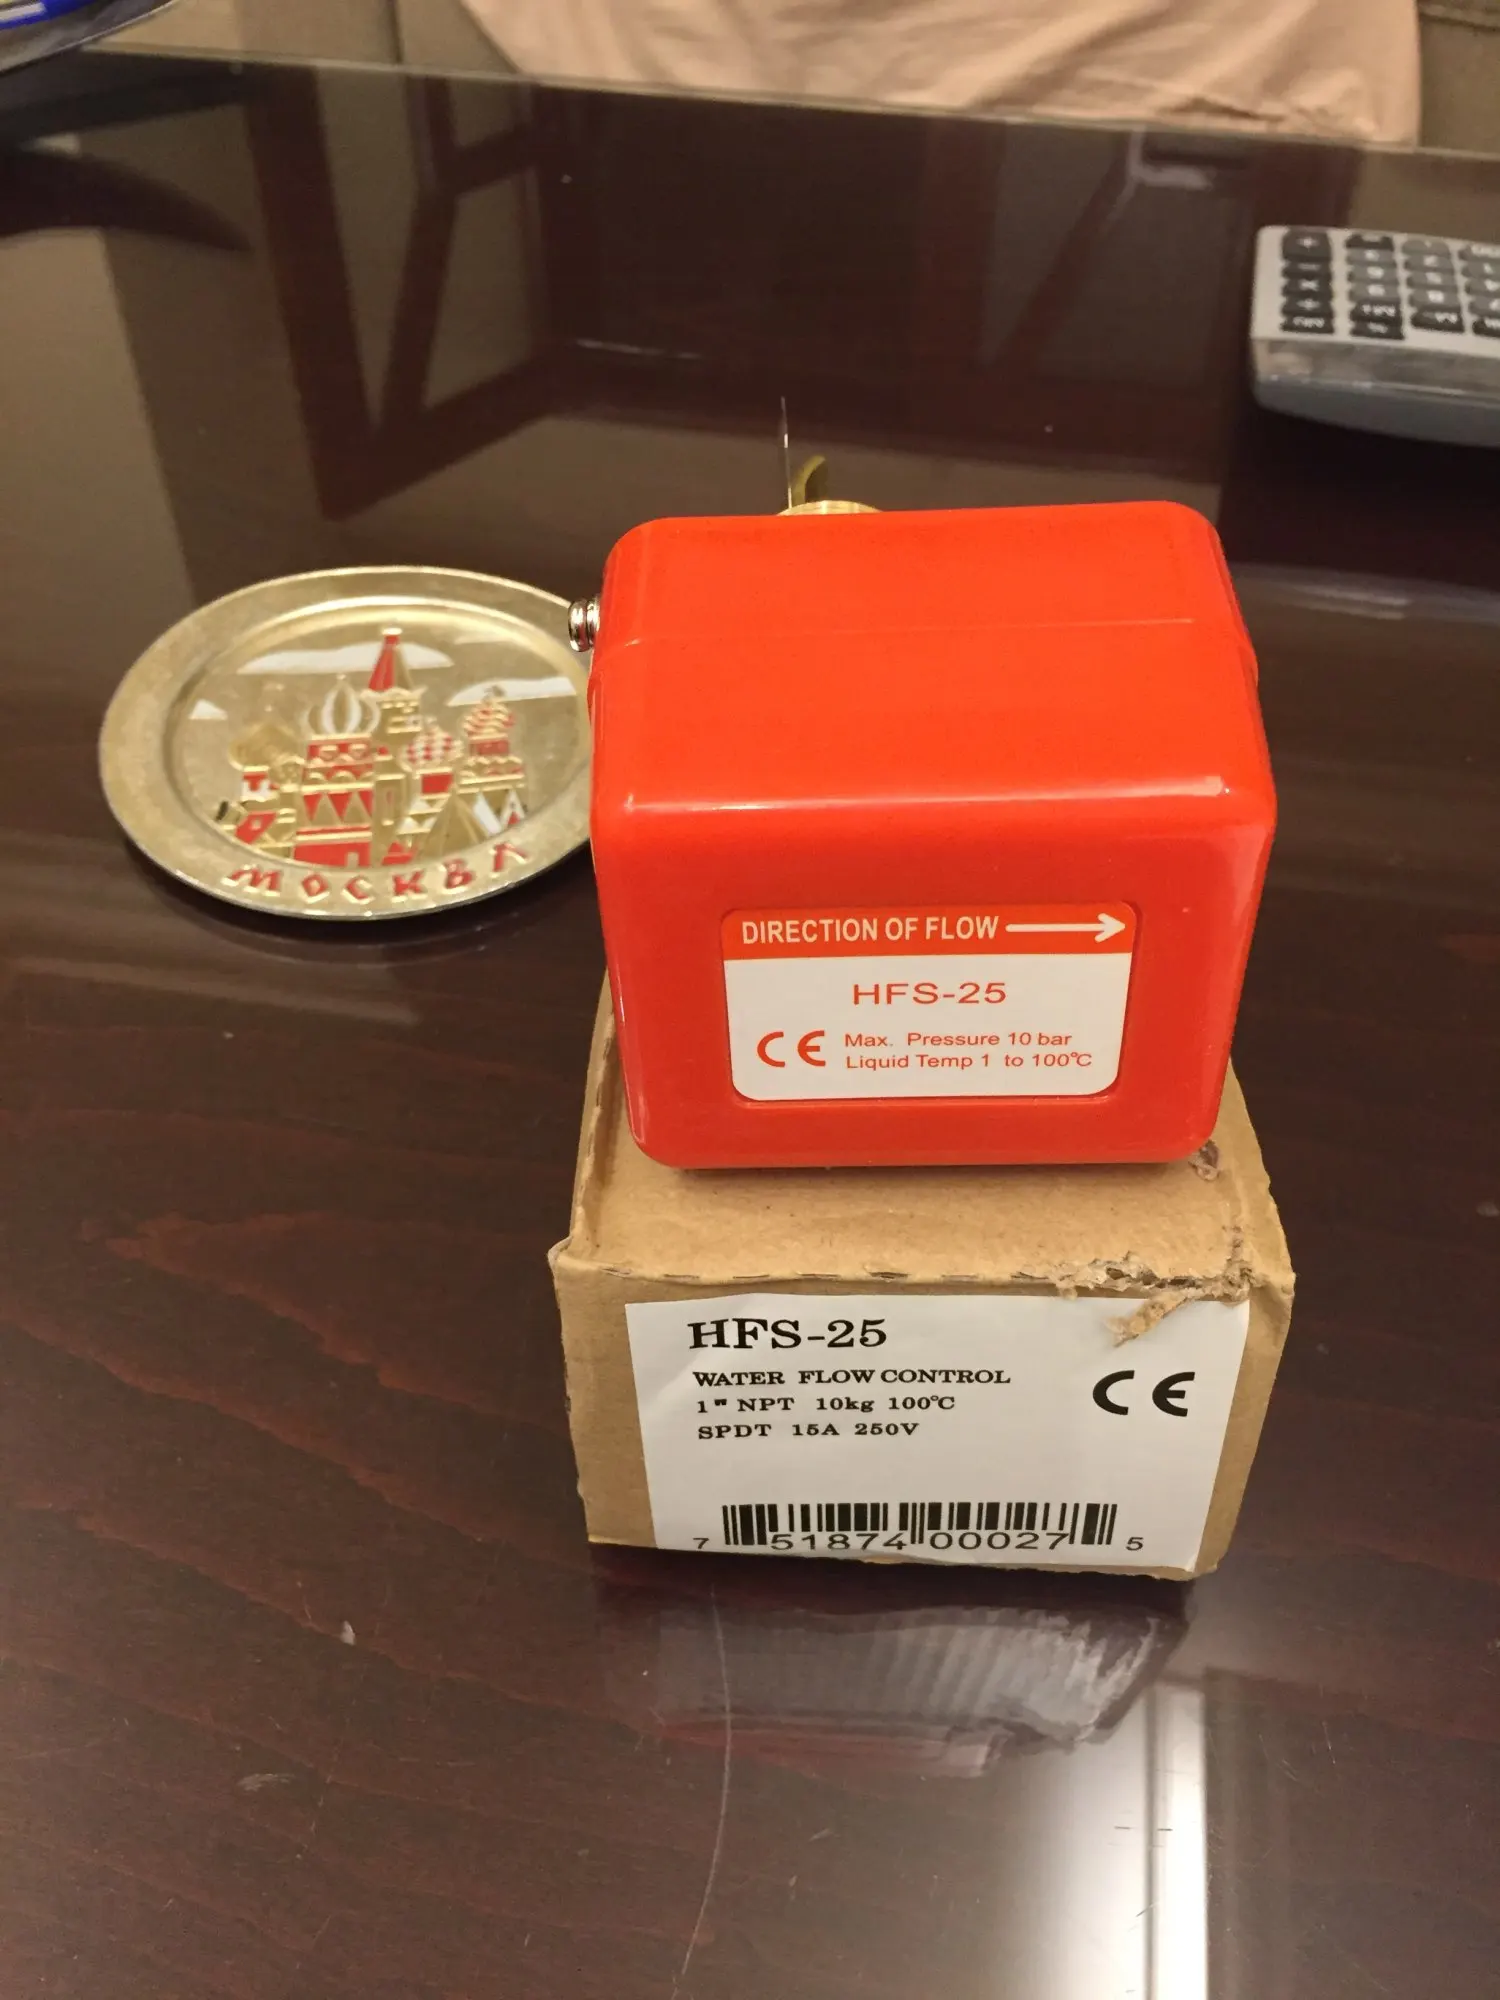 МОСКВА
DIRECTION OF FLOW
HFS-25
CE Max. Pressure 10 bar
Liquid Temp 1 to 100℃
HFS-25
WATER FLOW CONTROL
1" NPT 10kg 100℃
SPDT 15A 250V
CE
7 51874 00027 5